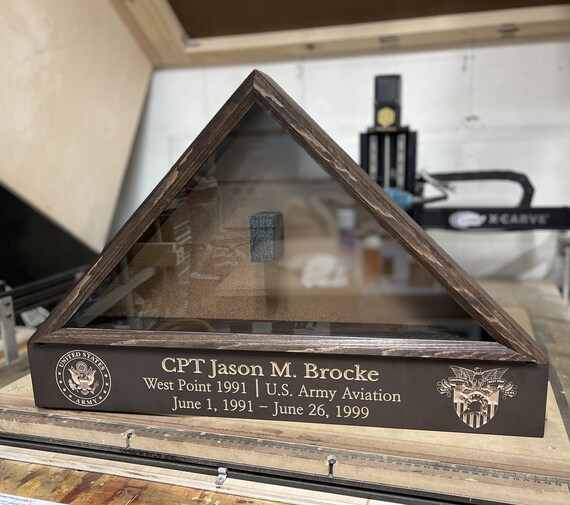 X-CARVE
CPT Jason M. Brocke
West Point 1991 | U.S. Army Aviation
June 1, 1991 – June 26, 1999
UNITED STATES
ARMY